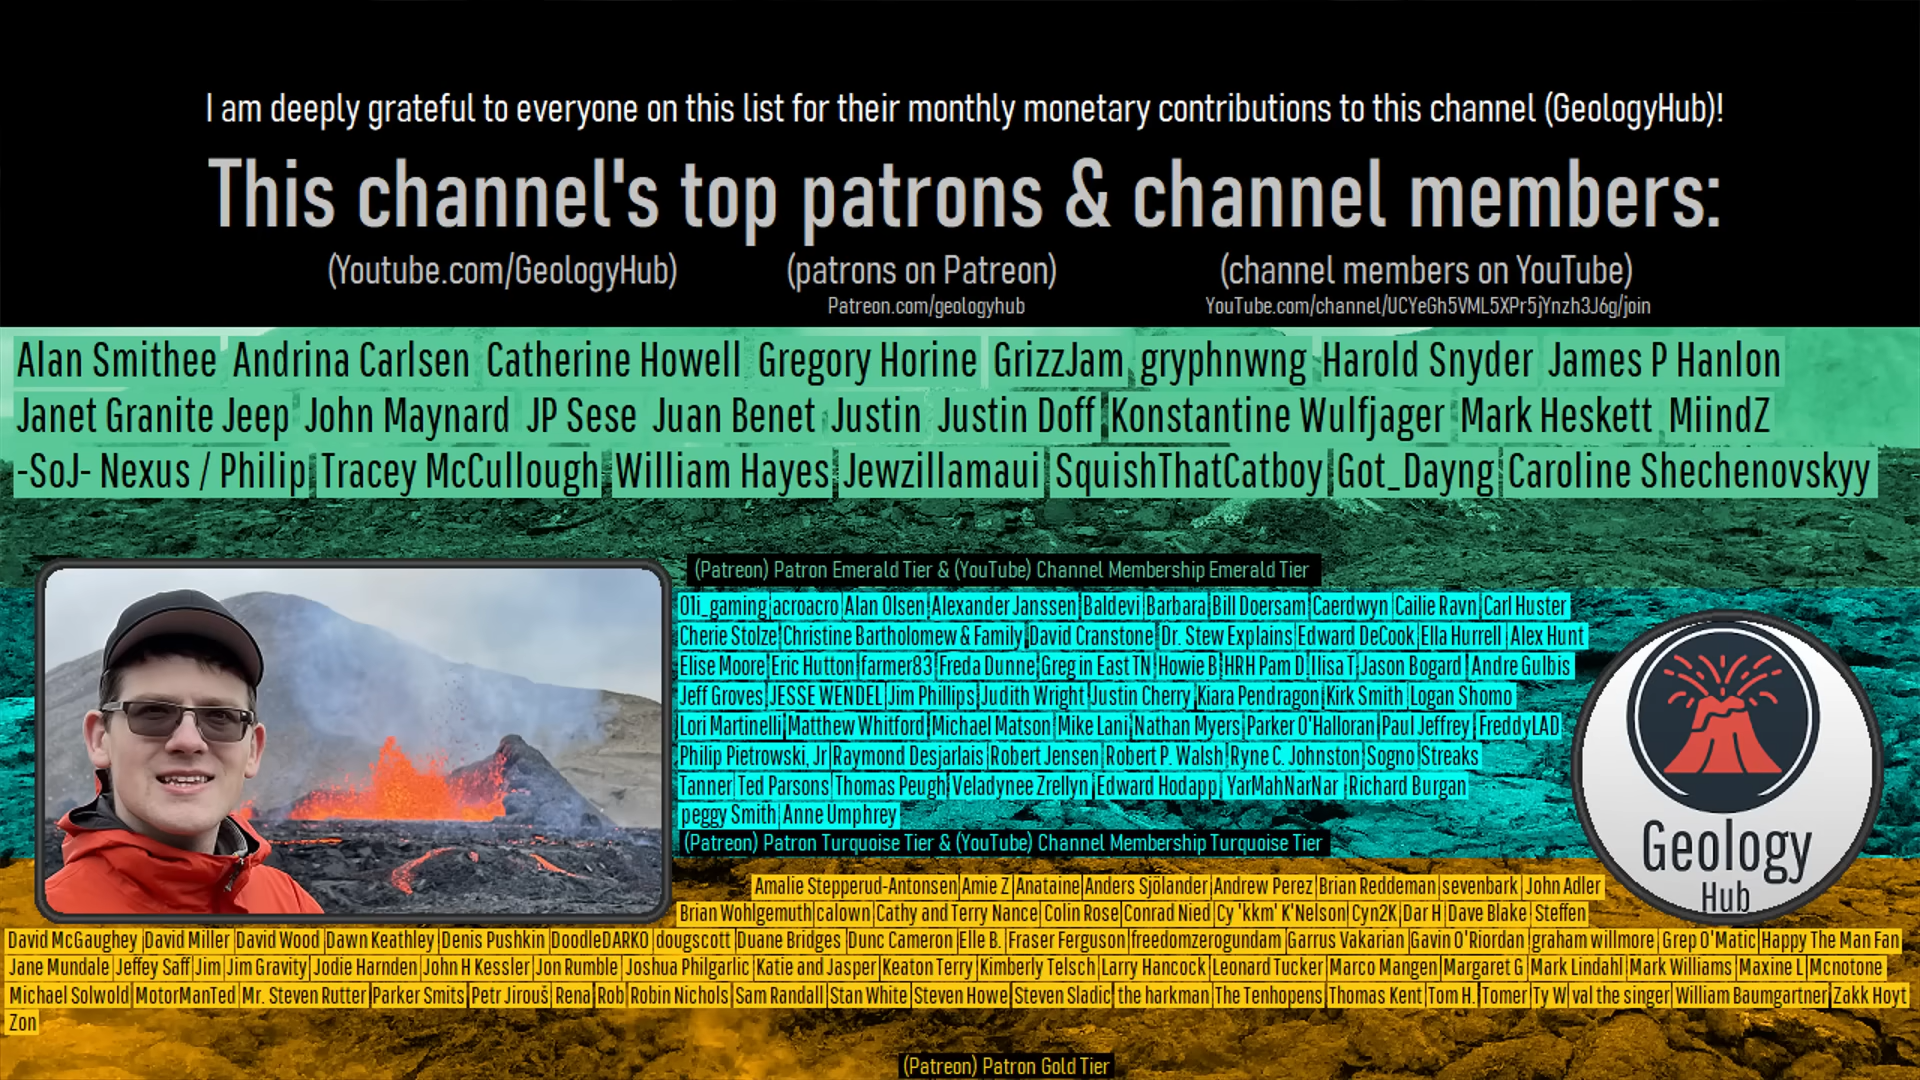 I am deeply grateful to everyone on this list for their monthly monetary contributions to this channel (GeologyHub)!
This channel's top patrons & channel members:
(Youtube.com/GeologyHub) (patrons on Patreon) (channel members on YouTube)
Patreon.com/geologyhub YouTube.com/channel/UCYeGh5VML5XPr5jYnzh3J6g/join
Alan Smithee Andrina Carlsen Catherine Howell Gregory Horine GrizzJam gryphnwng Harold Snyder James P Hanlon
Janet Granite Jeep John Maynard JP Sese Juan Benet Justin Justin Doff Konstantine Wulfjager Mark Heskett MiindZ
-SoJ- Nexus / Philip Tracey McCullough William Hayes Jewzillamaui SquishThatCatboy Got_Dayng Caroline Shechenovskyy
(Patreon) Patron Emerald Tier & (YouTube) Channel Membership Emerald Tier
01i_gaming acroacro Alan Olsen Alexander Janssen Baldevi Barbara Bill Doersam Caerdwyn Cailie Ravn Carl Huster
Cherie Stolze Christine Bartholomew & Family David Cranstone Dr. Stew Explains Edward DeCook Ella Hurrell Alex Hunt
Elise Moore Eric Hutton farmer83 Freda Dunne Greg in East TN Howie B HRH Pam D Ilisa T Jason Bogard Andre Gulbis
Jeff Groves JESSE WENDEL Jim Phillips Judith Wright Justin Cherry Kiara Pendragon Kirk Smith Logan Shomo
Lori Martinelli Matthew Whitford Michael Matson Mike Lani Nathan Myers Parker O'Halloran Paul Jeffrey FreddyLAD
Philip Pietrowski, Jr Raymond Desjarlais Robert Jensen Robert P. Walsh Ryne C. Johnston Sogno Streaks
Tanner Ted Parsons Thomas Peugh Veladynee Zrellyn Edward Hodapp YarMahNarNar Richard Burgan
peggy Smith Anne Umphrey
(Patreon) Patron Turquoise Tier & (YouTube) Channel Membership Turquoise Tier
Geology
Hub
Amalie Stepperud-Antonsen Amie Z Anataine Anders Sjölander Andrew Perez Brian Reddeman sevenbark John Adler
Brian Wohlgemuth calown Cathy and Terry Nance Colin Rose Conrad Nied Cy 'kkm' K'Nelson Cyn2K Dar H Dave Blake Steffen
David McGaughey David Miller David Wood Dawn Keathley Denis Pushkin DoodleDARKO dougscott Duane Bridges Dunc Cameron Elle B. Fraser Ferguson freedomzerogundam Garrus Vakarian Gavin O'Riordan graham willmore Grep O'Matic Happy The Man Fan
Jane Mundale Jeffey Saff Jim Jim Gravity Jodie Harnden John H Kessler Jon Rumble Joshua Philgarlic Katie and Jasper Keaton Terry Kimberly Telsch Larry Hancock Leonard Tucker Marco Mangen Margaret G Mark Lindahl Mark Williams Maxine L Mcnotone
Michael Solwold MotorManTed Mr. Steven Rutter Parker Smits Petr Jirouš Rena Rob Robin Nichols Sam Randall Stan White Steven Howe Steven Sladic the harkman The Tenhopens Thomas Kent Tom H. Tomer Ty W val the singer William Baumgartner Zakk Hoyt
Zon
(Patreon) Patron Gold Tier